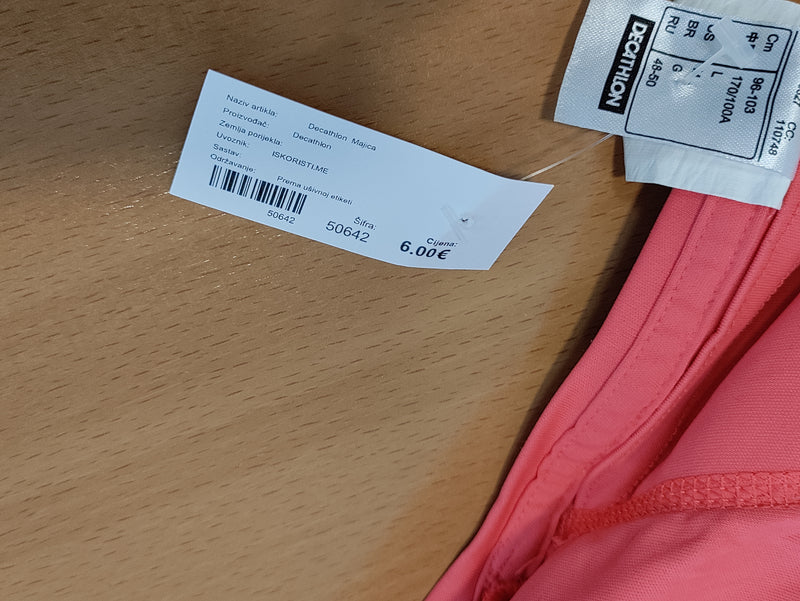 Naziv artikla: Decathlon Majica
Proizvođač: Decathlon
Zemlja porijekla:
Uvoznik: ISKORISTI.ME
Sastav:
Održavanje: Prema ušivnoj etiketi
50642
Šifra:
50642
Cijena:
6.00€
DECATHLON
Cm 96-103
170/100A
L
BR G
RU 48-50
CC:
110748